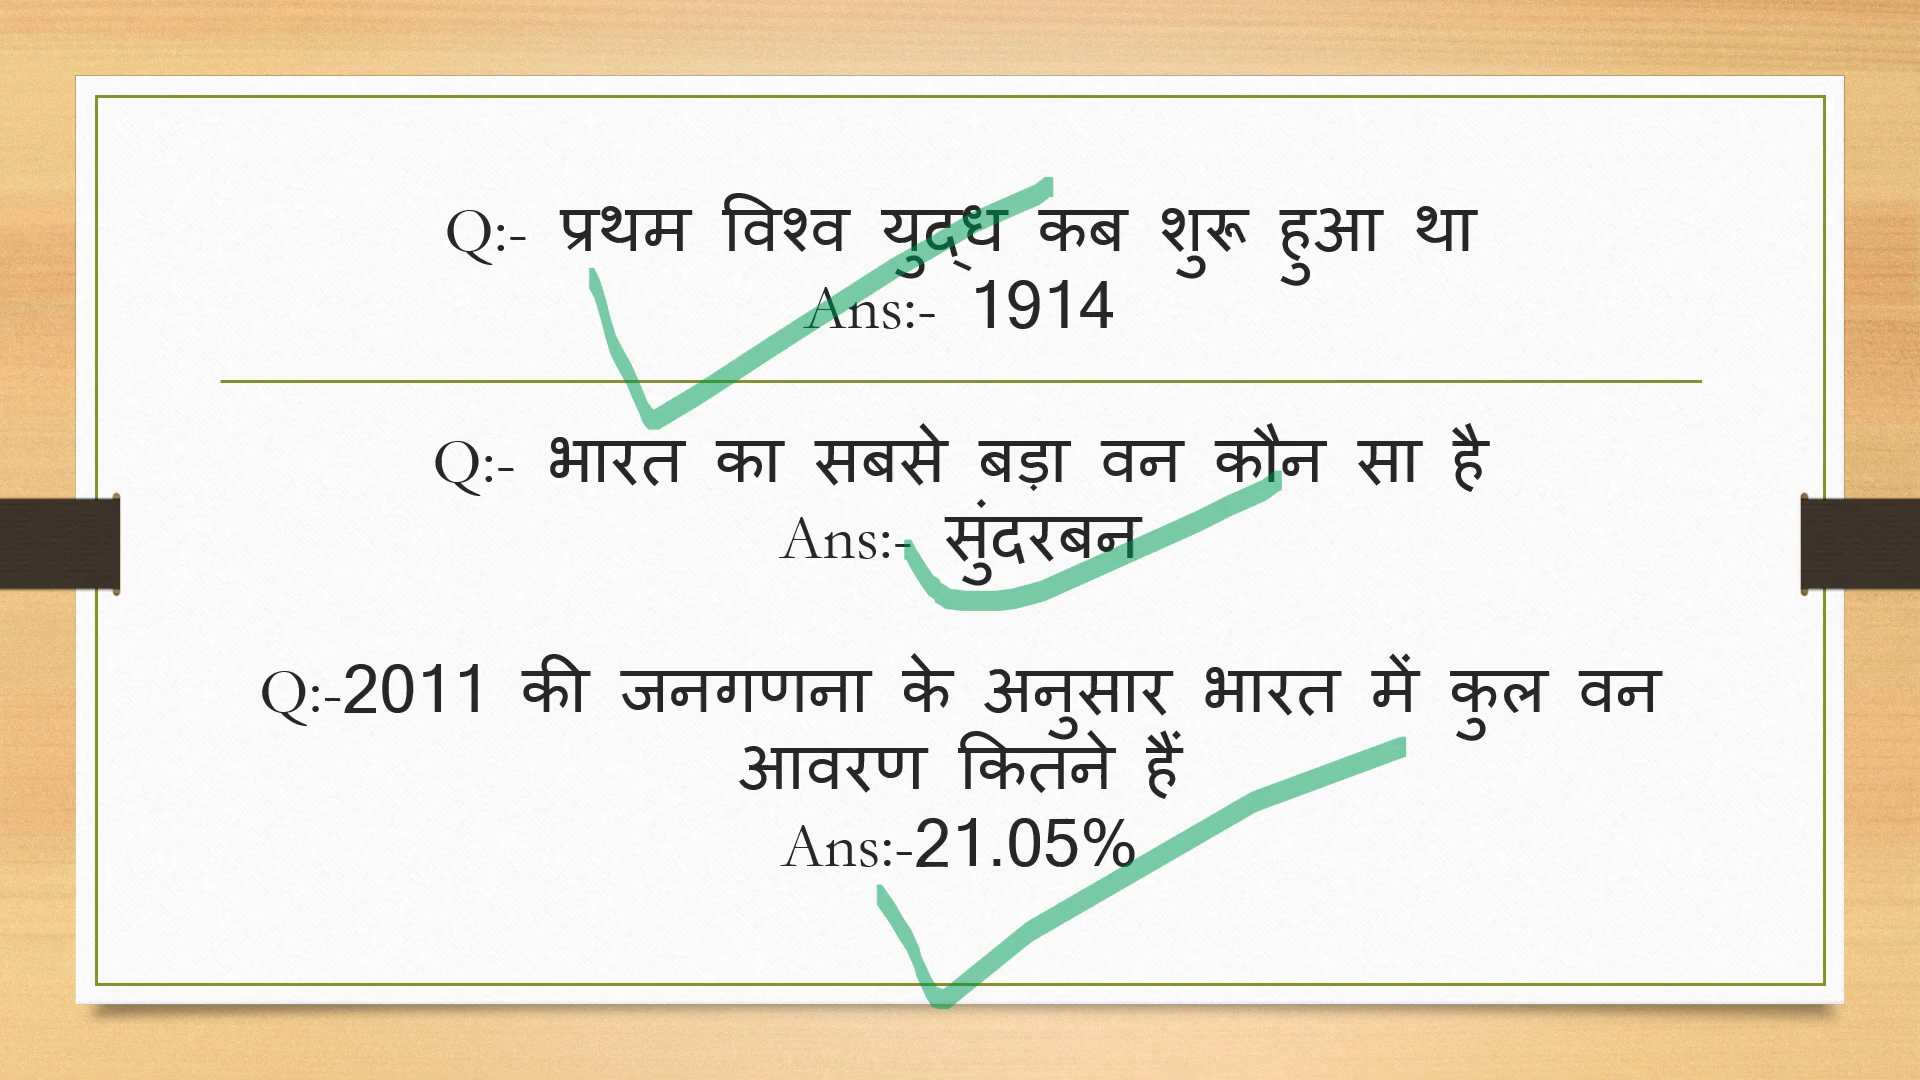 Q:- प्रथम विश्व युद्ध कब शुरू हुआ था
Ans:- 1914
Q:- भारत का सबसे बड़ा वन कौन सा है
Ans:- सुंदरबन
Q:-2011 की जनगणना के अनुसार भारत में कुल वन
आवरण कितने हैं
Ans:-21.05%